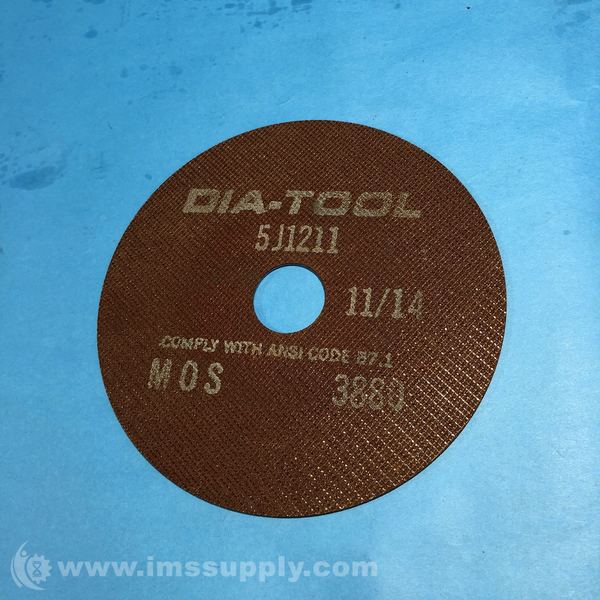 DIA-TOOL
5J1211
11/14
COMPLY WITH ANSI CODE B7.1
MOS 3880
www.imssupply.com